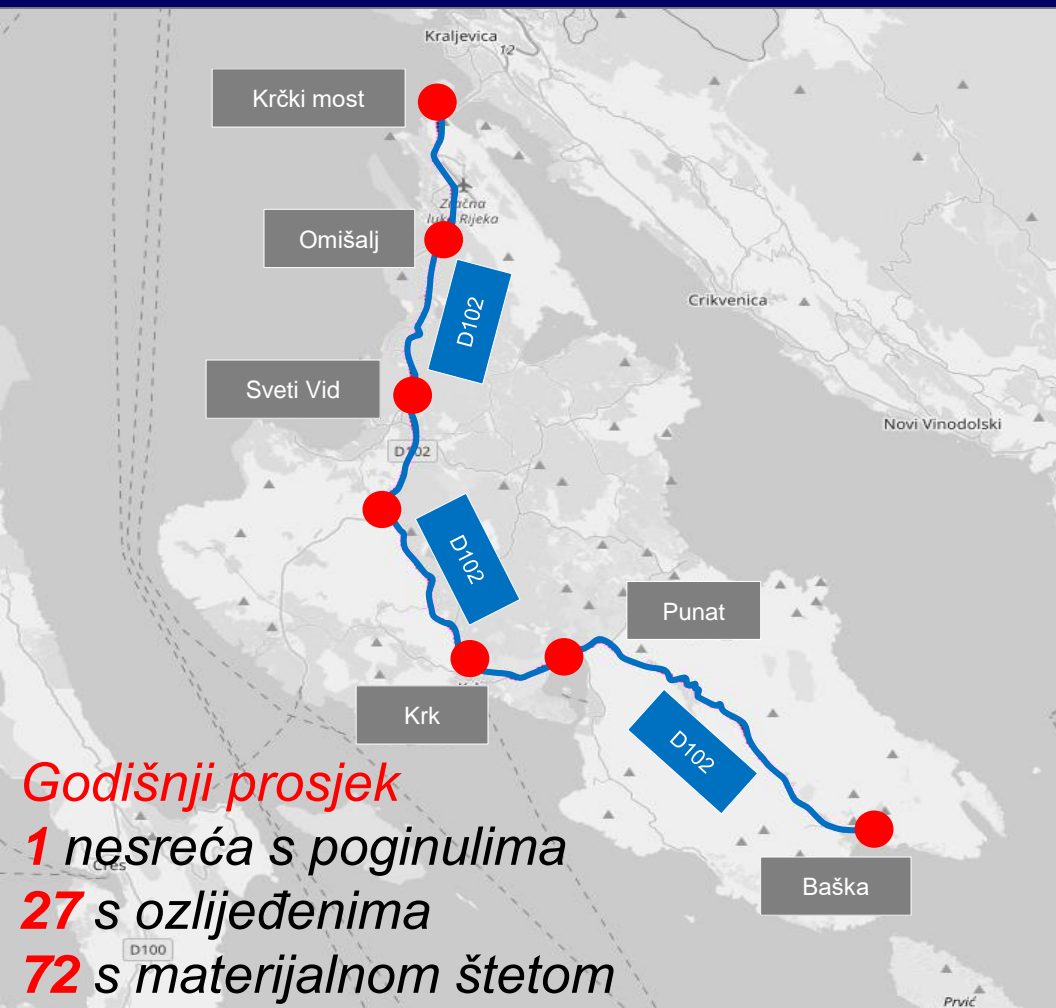 Kraljevica
12
Krčki most
Zračna
luka Rijeka
Omišalj
D102
Crikvenica
Sveti Vid
Novi Vinodolski
D102
D102
Punat
Krk
D102
Godišnji prosjek
1 nesreća s poginulima
Cres
Baška
27 s ozlijeđenima
D100
72 s materijalnom štetom
Prvić